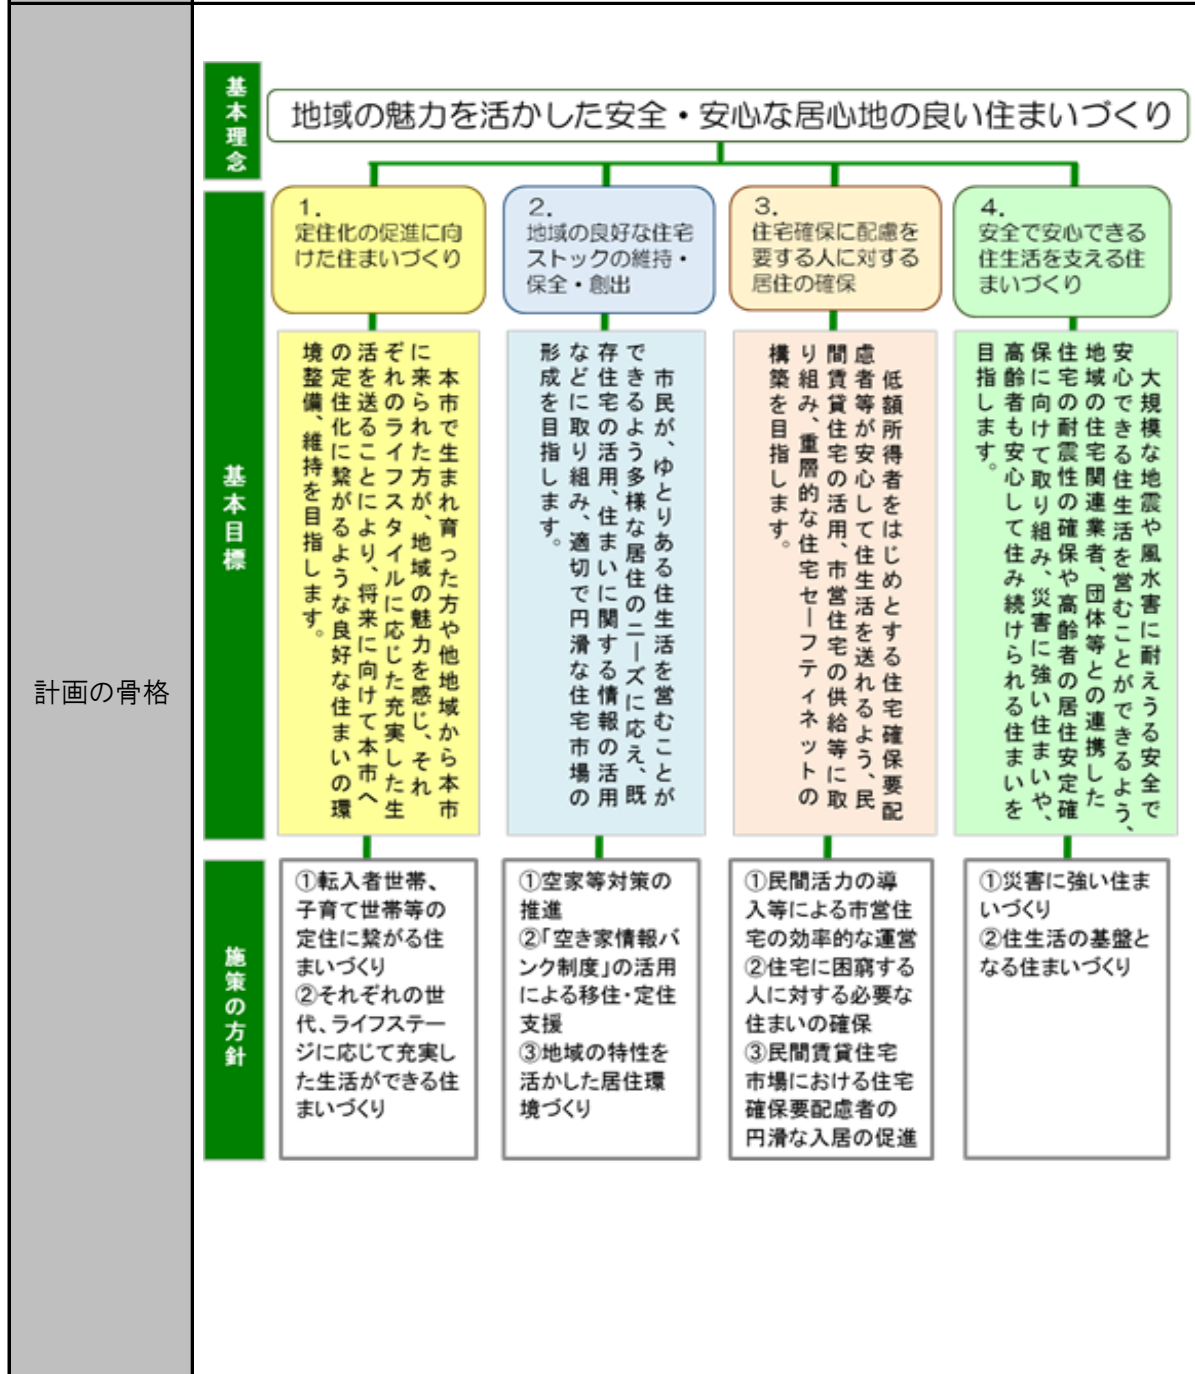 計画の骨格
基本理念
地域の魅力を活かした安全・安心な居心地の良い住まいづくり
基本目標
1.
定住化の促進に向
けた住まいづくり
2.
地域の良好な住宅
ストックの維持・
保全・創出
3.
住宅確保に配慮を
要する人に対する
居住の確保
4.
安全で安心できる
住生活を支える住
まいづくり
本市で生まれ育った方や他地域から本市
に来られた方が、地域の魅力を感じ、それ
ぞれのライフスタイルに応じた充実した生
活を送ることにより、将来に向けて本市へ
の定住化に繋がるような良好な住まいの環
境整備、維持を目指します。
市民が、ゆとりある住生活を営むことが
できるよう多様な居住のニーズに応え、既
存住宅の活用、住まいに関する情報の活用
などに取り組み、適切で円滑な住宅市場の
形成を目指します。
低額所得者をはじめとする住宅確保要配
慮者等が安心して住生活を送れるよう、民
間賃貸住宅の活用、市営住宅の供給等に取
り組み、重層的な住宅セーフティネットの
構築を目指します。
大規模な地震や風水害に耐えうる安全で
安心できる住生活を営むことができるよう、
地域の住宅関連業者、団体等との連携した
住宅の耐震性の確保や高齢者の居住安定確
保に向けて取り組み、災害に強い住まいや、
高齢者も安心して住み続けられる住まいを
目指します。
施策の方針
①転入者世帯、
子育て世帯等の
定住に繋がる住
まいづくり
②それぞれの世
代、ライフステー
ジに応じて充実し
た生活ができる住
まいづくり
①空家等対策の
推進
②「空き家情報バ
ンク制度」の活用
による移住・定住
支援
③地域の特性を
活かした居住環
境づくり
①民間活力の導
入等による市営住
宅の効率的な運営
②住宅に困窮する
人に対する必要な
住まいの確保
③民間賃貸住宅
市場における住宅
確保要配慮者の
円滑な入居の促進
①災害に強い住ま
いづくり
②住生活の基盤と
なる住まいづくり